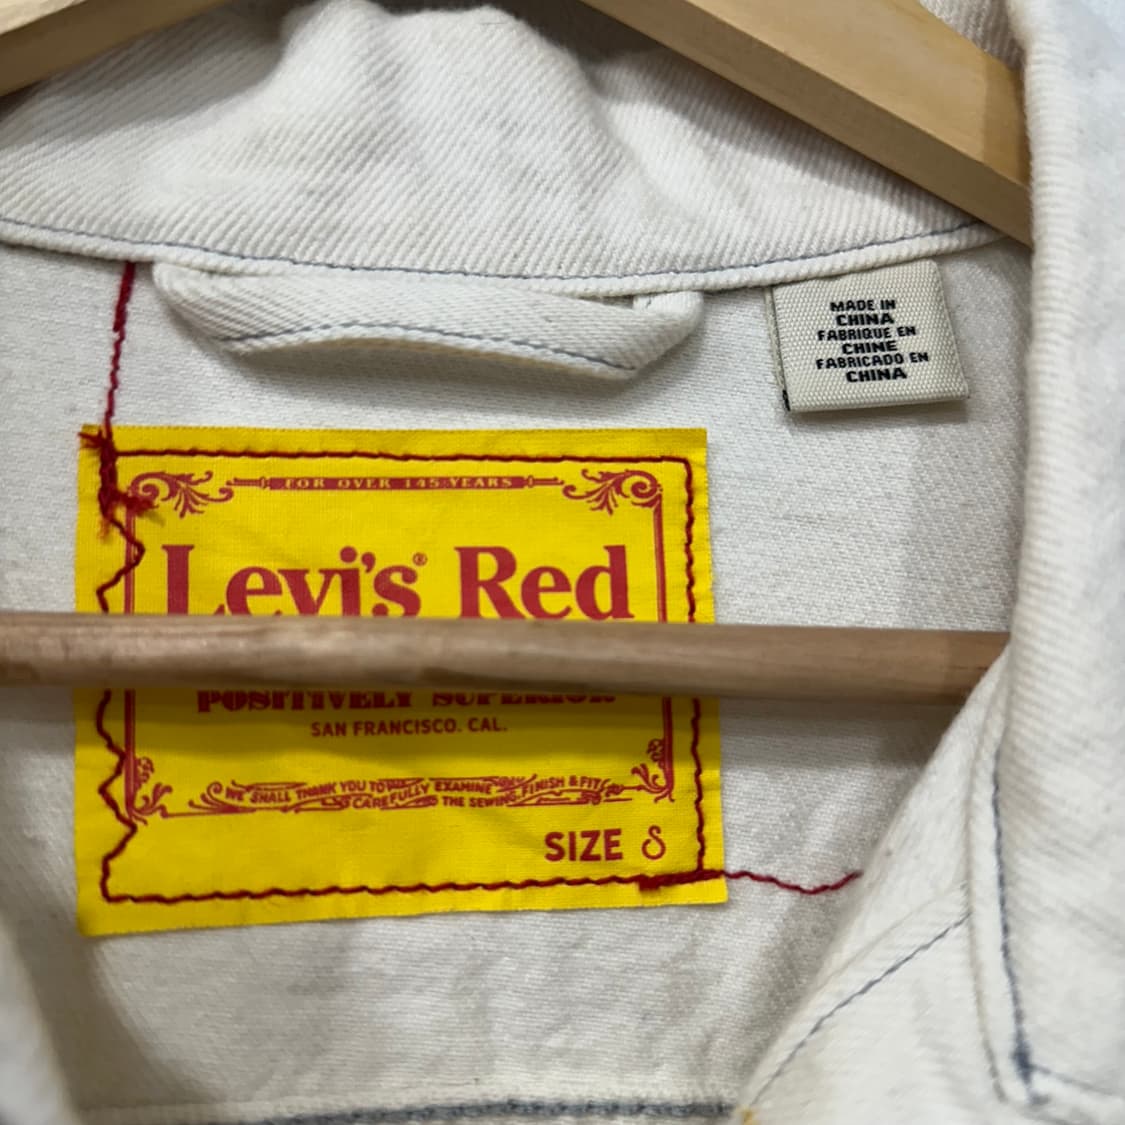 MADE IN
CHINA
FABRIQUE EN
CHINE
FABRICADO EN
CHINA
FOR OVER 145 YEARS
Levi's® Red
POSITIVELY SUPERIOR
SAN FRANCISCO. CAL.
WE SHALL THANK YOU TO EXAMINE FINISH & FIT
CAREFULLY THE SEWING,
SIZE S